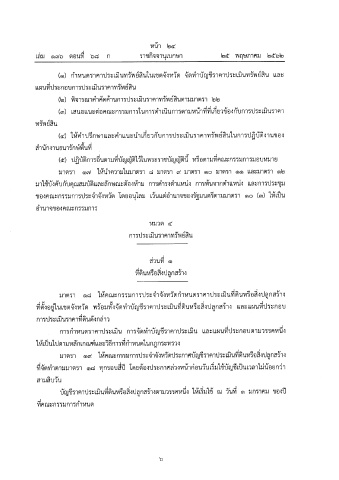 หน้า ๒๔
เล่ม ๑๓๖ ตอนที่ ๖๘ ก ราชกิจจานุเบกษา ๒๕ พฤษภาคม ๒๕๖๒
(๑) กำหนดราคาประเมินทรัพย์สินในเขตจังหวัด จัดทำบัญชีราคาประเมินทรัพย์สิน และ
แผนที่ประกอบการประเมินราคาทรัพย์สิน
(๒) พิจารณาคำคัดค้านการประเมินราคาทรัพย์สินตามมาตรา ๒๒
(๓) เสนอแนะต่อคณะกรรมการในการดำเนินการตามหน้าที่ที่เกี่ยวข้องกับการประเมินราคา
ทรัพย์สิน
(๔) ให้คำปรึกษาและคำแนะนำเกี่ยวกับการประเมินราคาทรัพย์สินในการปฏิบัติงานของ
สำนักงานธนารักษ์พื้นที่
(๕) ปฏิบัติการอื่นตามที่บัญญัติไว้ในพระราชบัญญัตินี้ หรือตามที่คณะกรรมการมอบหมาย
มาตรา ๑๗ ให้นำความในมาตรา ๘ มาตรา ๙ มาตรา ๑๐ มาตรา ๑๑ และมาตรา ๑๒
มาใช้บังคับกับคุณสมบัติและลักษณะต้องห้าม การดำรงตำแหน่ง การพ้นจากตำแหน่ง และการประชุม
ของคณะกรรมการประจำจังหวัด โดยอนุโลม เว้นแต่อำนาจของรัฐมนตรีตามมาตรา ๑๐ (๓) ให้เป็น
อำนาจของคณะกรรมการ
หมวด ๔
การประเมินราคาทรัพย์สิน
ส่วนที่ ๑
ที่ดินหรือสิ่งปลูกสร้าง
มาตรา ๑๘ ให้คณะกรรมการประจำจังหวัดกำหนดราคาประเมินที่ดินหรือสิ่งปลูกสร้าง
ที่ตั้งอยู่ในเขตจังหวัด พร้อมทั้งจัดทำบัญชีราคาประเมินที่ดินหรือสิ่งปลูกสร้าง และแผนที่ประกอบ
การประเมินราคาที่ดินดังกล่าว
การกำหนดราคาประเมิน การจัดทำบัญชีราคาประเมิน และแผนที่ประกอบตามวรรคหนึ่ง
ให้เป็นไปตามหลักเกณฑ์และวิธีการที่กำหนดในกฎกระทรวง
มาตรา ๑๙ ให้คณะกรรมการประจำจังหวัดประกาศบัญชีราคาประเมินที่ดินหรือสิ่งปลูกสร้าง
ที่จัดทำตามมาตรา ๑๘ ทุกรอบสี่ปี โดยต้องประกาศล่วงหน้าก่อนวันเริ่มใช้บัญชีเป็นเวลาไม่น้อยกว่า
สามสิบวัน
บัญชีราคาประเมินที่ดินหรือสิ่งปลูกสร้างตามวรรคหนึ่ง ให้เริ่มใช้ ณ วันที่ ๑ มกราคม ของปี
ที่คณะกรรมการกำหนด
๖